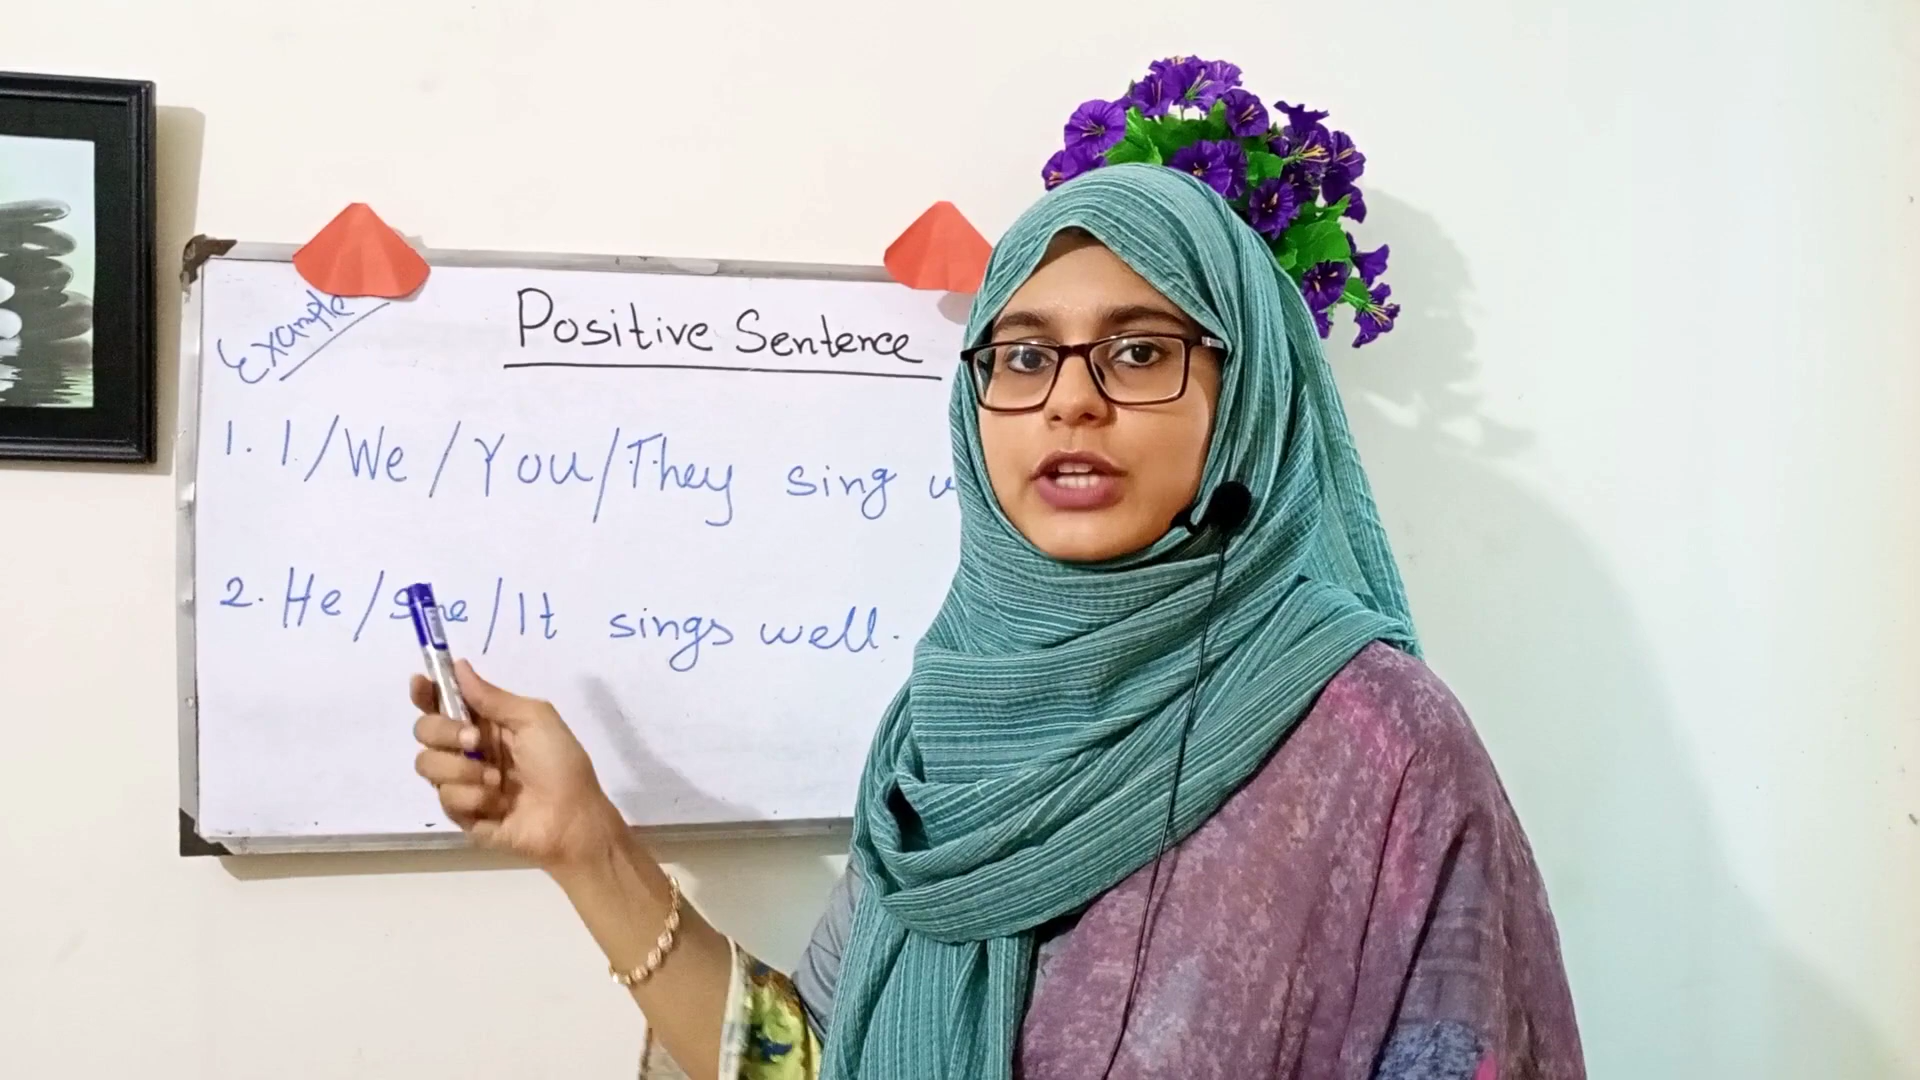 Example
Positive Sentence
1. I/We/You/They sing
2. He/She/It sings well.